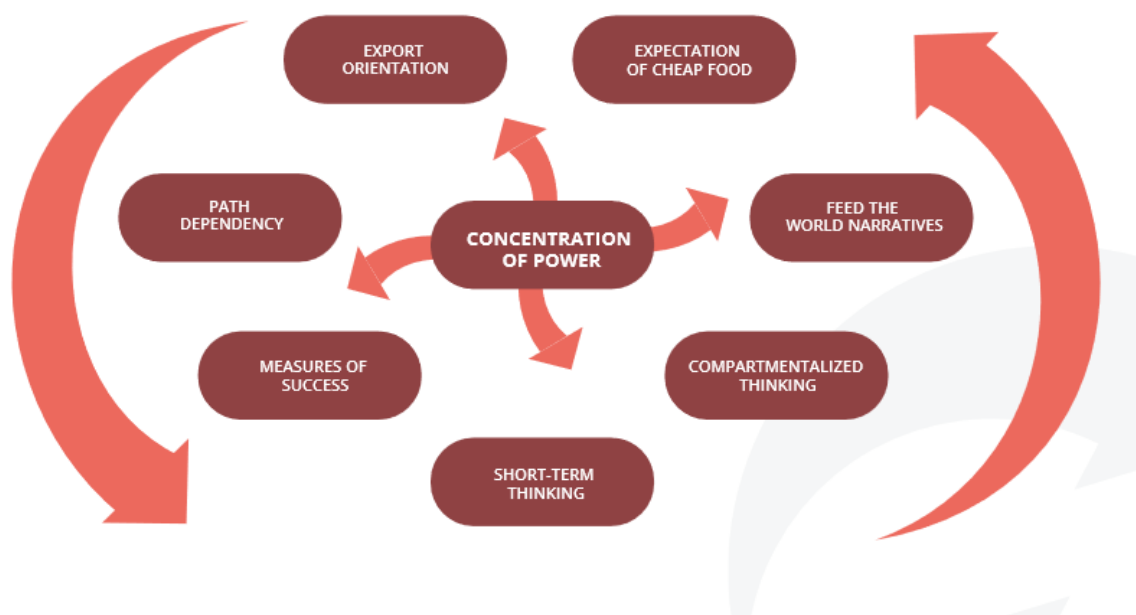 EXPORT
ORIENTATION
EXPECTATION
OF CHEAP FOOD
PATH
DEPENDENCY
FEED THE
WORLD NARRATIVES
CONCENTRATION
OF POWER
MEASURES OF
SUCCESS
COMPARTMENTALIZED
THINKING
SHORT-TERM
THINKING